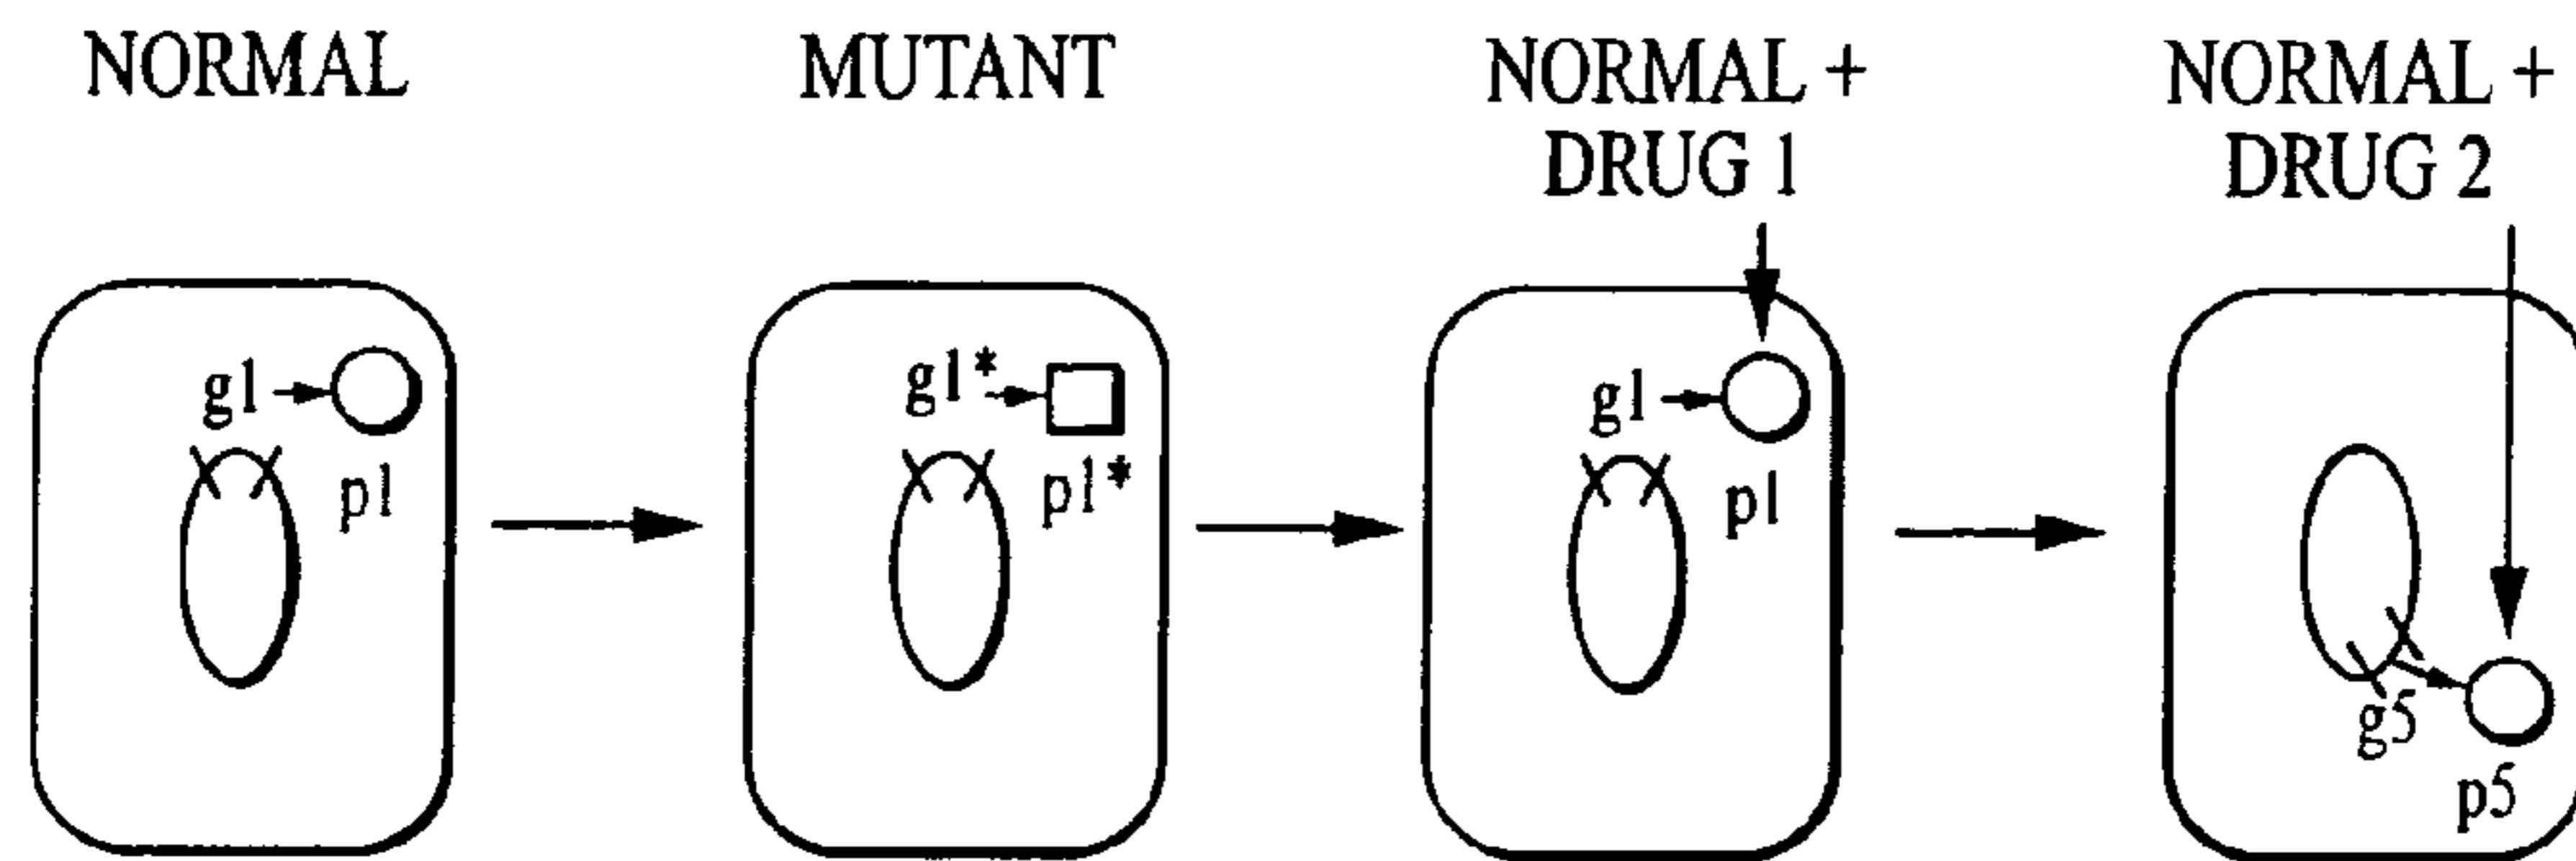 NORMAL
MUTANT
NORMAL +
DRUG 1
NORMAL +
DRUG 2
g1
p1
g1*
p1*
g1
p1
g5
p5